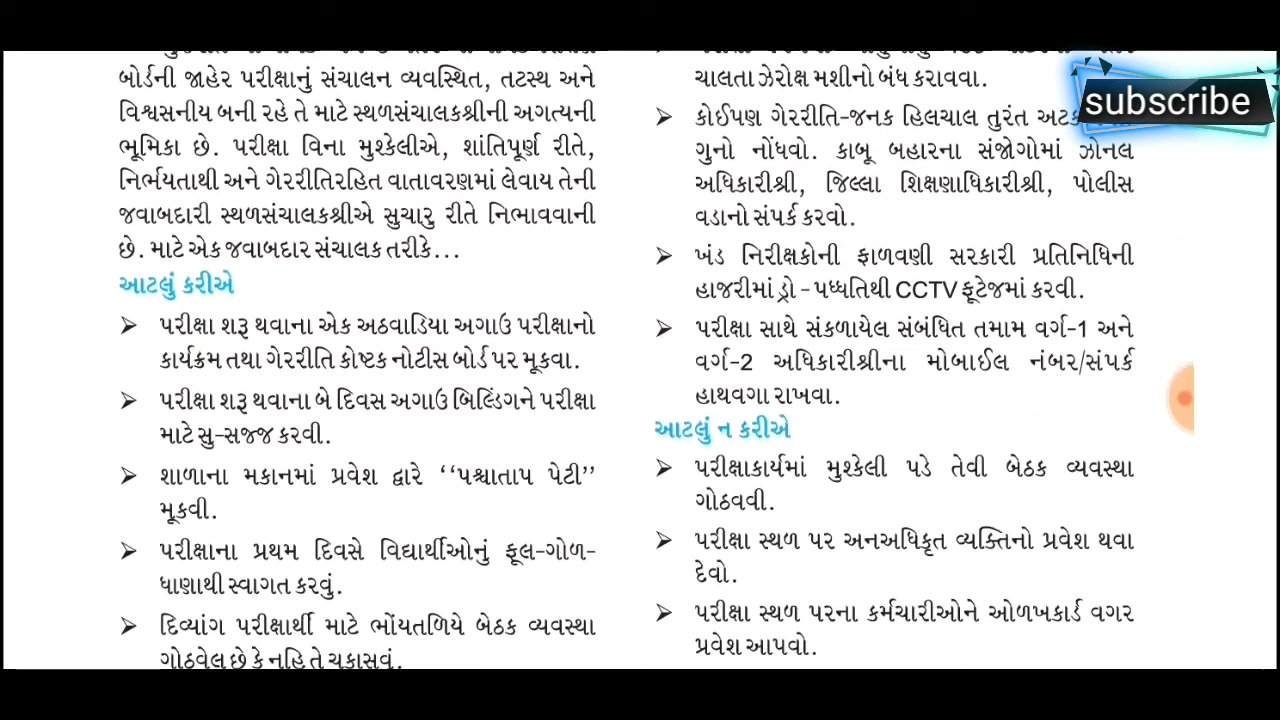 બોર્ડની જાહેર પરીક્ષાનું સંચાલન વ્યવસ્થિત, તટસ્થ અને
વિશ્વસનીય બની રહે તે માટે સ્થળસંચાલકશ્રીની અગત્યની
ભૂમિકા છે. પરીક્ષા વિના મુશ્કેલીએ, શાંતિપૂર્ણ રીતે,
નિર્ભયતાથી અને ગેરરીતિરહિત વાતાવરણમાં લેવાય તેની
જવાબદારી સ્થળસંચાલકશ્રીએ સુચારુ રીતે નિભાવવાની
છે. માટે એક જવાબદાર સંચાલક તરીકે...
આટલું કરીએ
➢ પરીક્ષા શરૂ થવાના એક અઠવાડિયા અગાઉ પરીક્ષાનો
કાર્યક્રમ તથા ગેરરીતિ કોષ્ટક નોટીસ બોર્ડ પર મૂકવા.
➢ પરીક્ષા શરૂ થવાના બે દિવસ અગાઉ બિલ્ડિંગને પરીક્ષા
માટે સુ-સજ્જ કરવી.
➢ શાળાના મકાનમાં પ્રવેશ દ્વારે ‘‘પશ્ચાતાપ પેટી’’
મૂકવી.
➢ પરીક્ષાના પ્રથમ દિવસે વિદ્યાર્થીઓનું ફૂલ-ગોળ-
ધાણાથી સ્વાગત કરવું.
➢ દિવ્યાંગ પરીક્ષાર્થી માટે ભોંયતળિયે બેઠક વ્યવસ્થા
ગોઠવેલ છે કે નહિ તે ચકાસવું.
ચાલતા ઝેરોક્ષ મશીનો બંધ કરાવવા.
➢ કોઈપણ ગેરરીતિ-જનક હિલચાલ તુરંત
ગુનો નોંધવો. કાબૂ બહારના સંજોગોમાં ઝોનલ
અધિકારીશ્રી, જિલ્લા શિક્ષણાધિકારીશ્રી, પોલીસ
વડાનો સંપર્ક કરવો.
➢ ખંડ નિરીક્ષકોની ફાળવણી સરકારી પ્રતિનિધિની
હાજરીમાં ડ્રો - પધ્ધતિથી CCTV ફૂટેજમાં કરવી.
➢ પરીક્ષા સાથે સંકળાયેલ સંબંધિત તમામ વર્ગ-1 અને
વર્ગ-2 અધિકારીશ્રીના મોબાઈલ નંબર/સંપર્ક
હાથવગા રાખવા.
આટલું ન કરીએ
➢ પરીક્ષાકાર્યમાં મુશ્કેલી પડે તેવી બેઠક વ્યવસ્થા
ગોઠવવી.
➢ પરીક્ષા સ્થળ પર અનઅધિકૃત વ્યક્તિનો પ્રવેશ થવા
દેવો.
➢ પરીક્ષા સ્થળ પરના કર્મચારીઓને ઓળખકાર્ડ વગર
પ્રવેશ આપવો.
subscribe